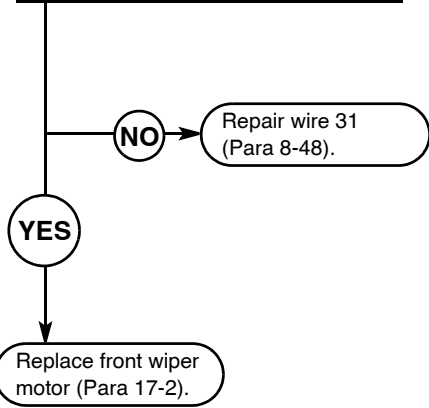 NO
Repair wire 31
(Para 8-48).
YES
Replace front wiper
motor (Para 17-2).